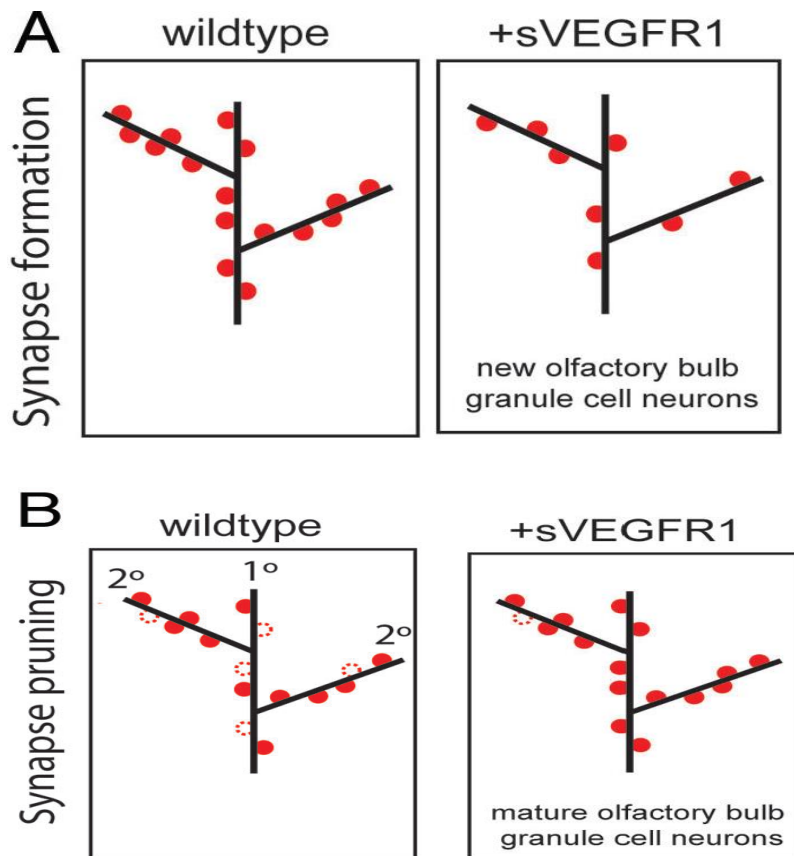 A
wildtype
+sVEGFR1
Synapse formation
new olfactory bulb
granule cell neurons
B
wildtype
+sVEGFR1
Synapse pruning
2º
1º
2º
mature olfactory bulb
granule cell neurons